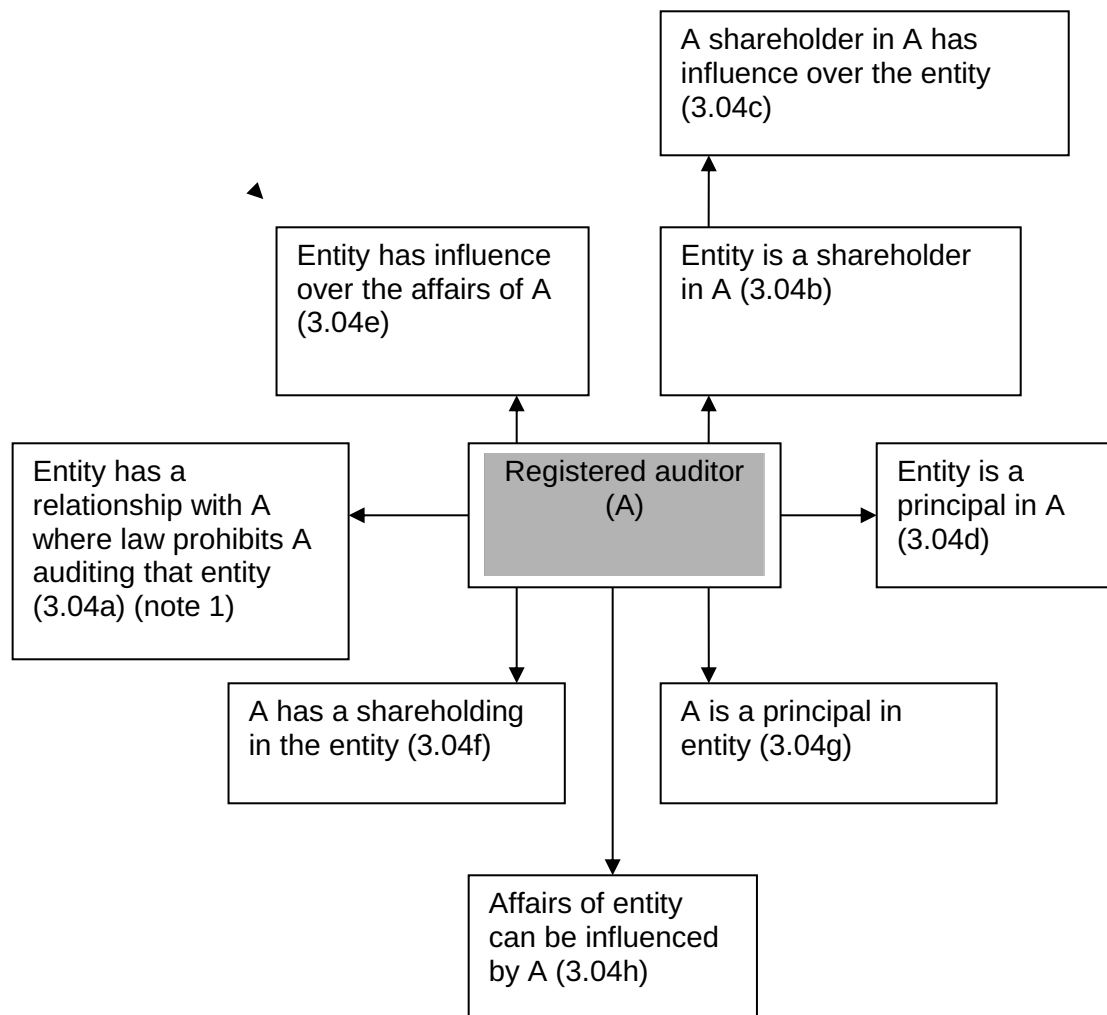 A shareholder in A has
influence over the entity
(3.04c)
Entity has influence
over the affairs of A
(3.04e)
Entity is a shareholder
in A (3.04b)
Entity has a
relationship with A
where law prohibits A
auditing that entity
(3.04a) (note 1)
Registered auditor
(A)
Entity is a
principal in A
(3.04d)
A has a shareholding
in the entity (3.04f)
A is a principal in
entity (3.04g)
Affairs of entity
can be influenced
by A (3.04h)